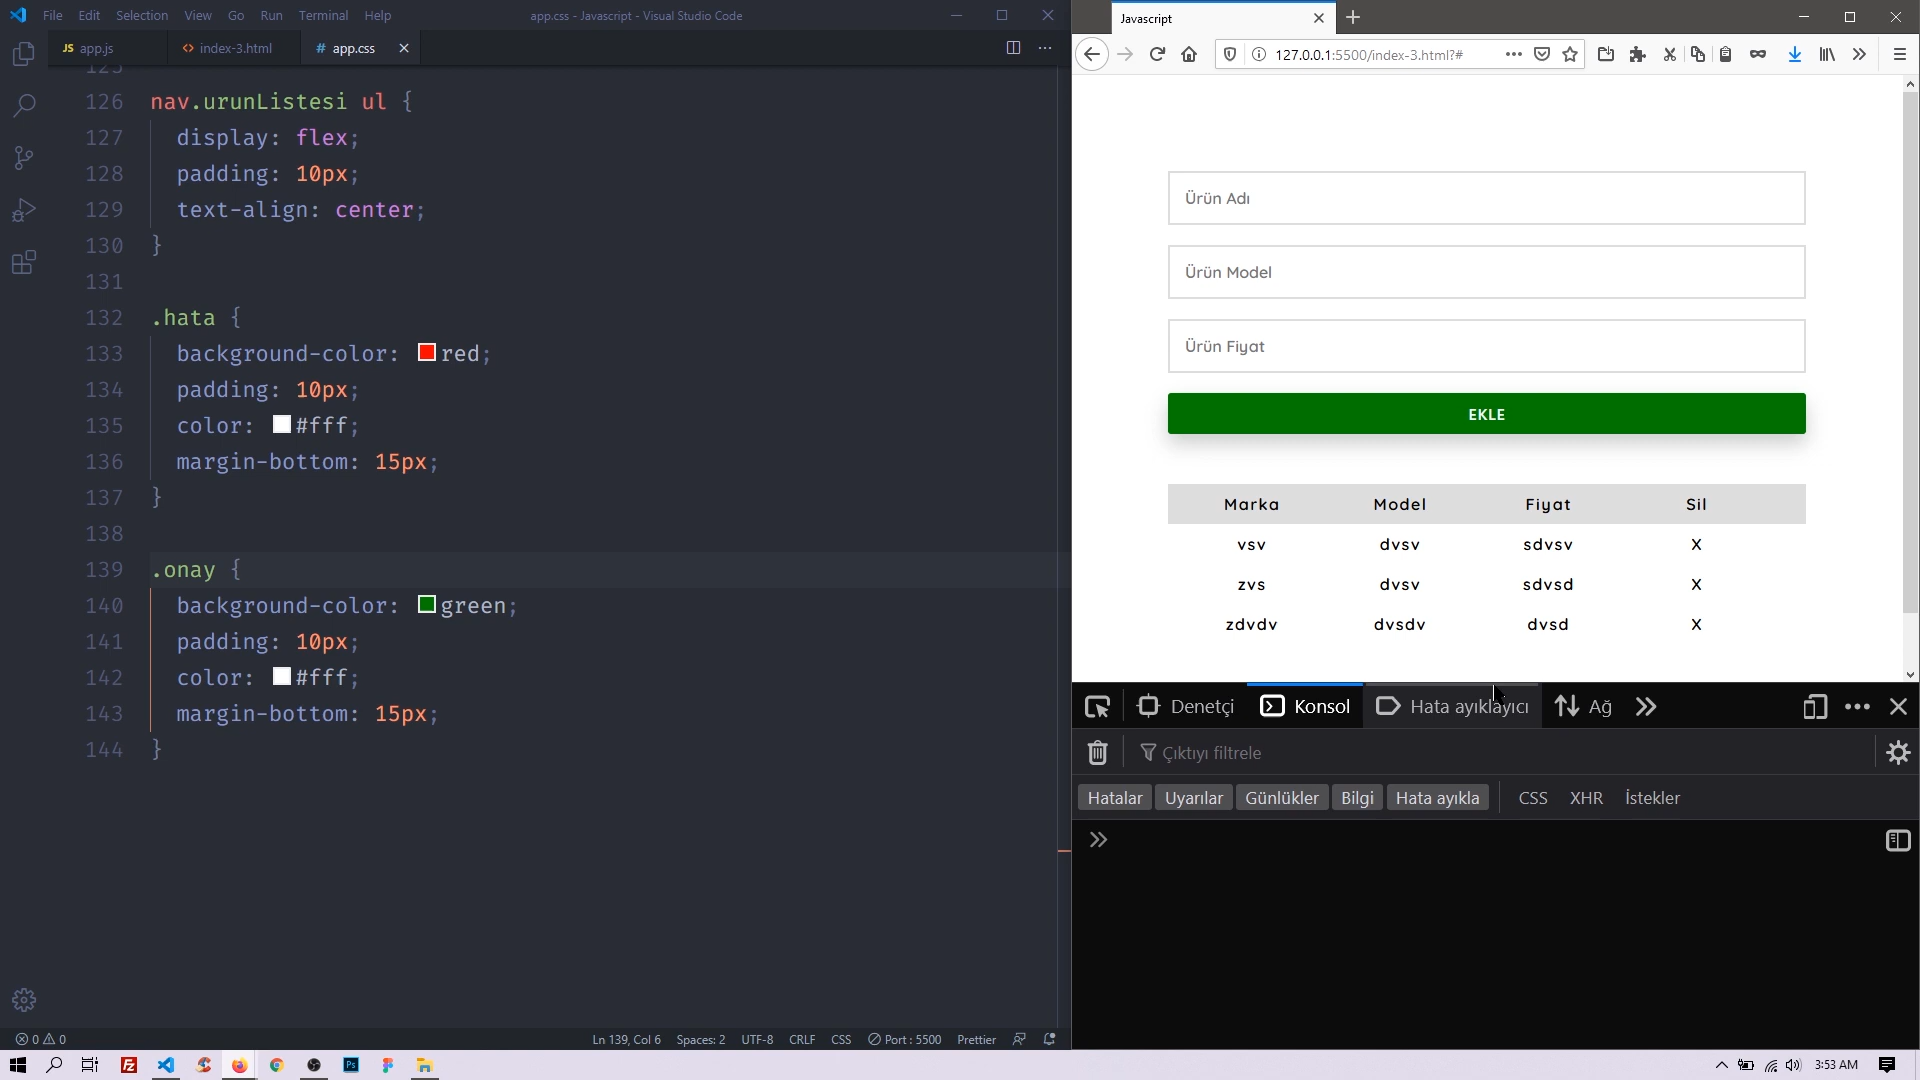 File Edit Selection View Go Run Terminal Help
app.css - Javascript - Visual Studio Code
JS app.js
<> index-3.html
# app.css
125
126 nav.urunListesi ul {
127 display: flex;
128 padding: 10px;
129 text-align: center;
130 }
131
132 .hata {
133 background-color: red;
134 padding: 10px;
135 color: #fff;
136 margin-bottom: 15px;
137 }
138
139 .onay {
140 background-color: green;
141 padding: 10px;
142 color: #fff;
143 margin-bottom: 15px;
144 }
0 0
Ln 139, Col 6 Spaces: 2 UTF-8 CRLF CSS Port : 5500 Prettier
Javascript
127.0.0.1:5500/index-3.html?#
Ürün Adı
Ürün Model
Ürün Fiyat
EKLE
Marka Model Fiyat Sil
vsv dvsv sdvsv X
zvs dvsv sdvsd X
zdvdv dvsdv dvsd X
Denetçi Konsol Hata ayıklayıcı Ağ
Çıktıyı filtrele
Hatalar Uyarılar Günlükler Bilgi Hata ayıkla CSS XHR İstekler
Fz
Ps
3:53 AM